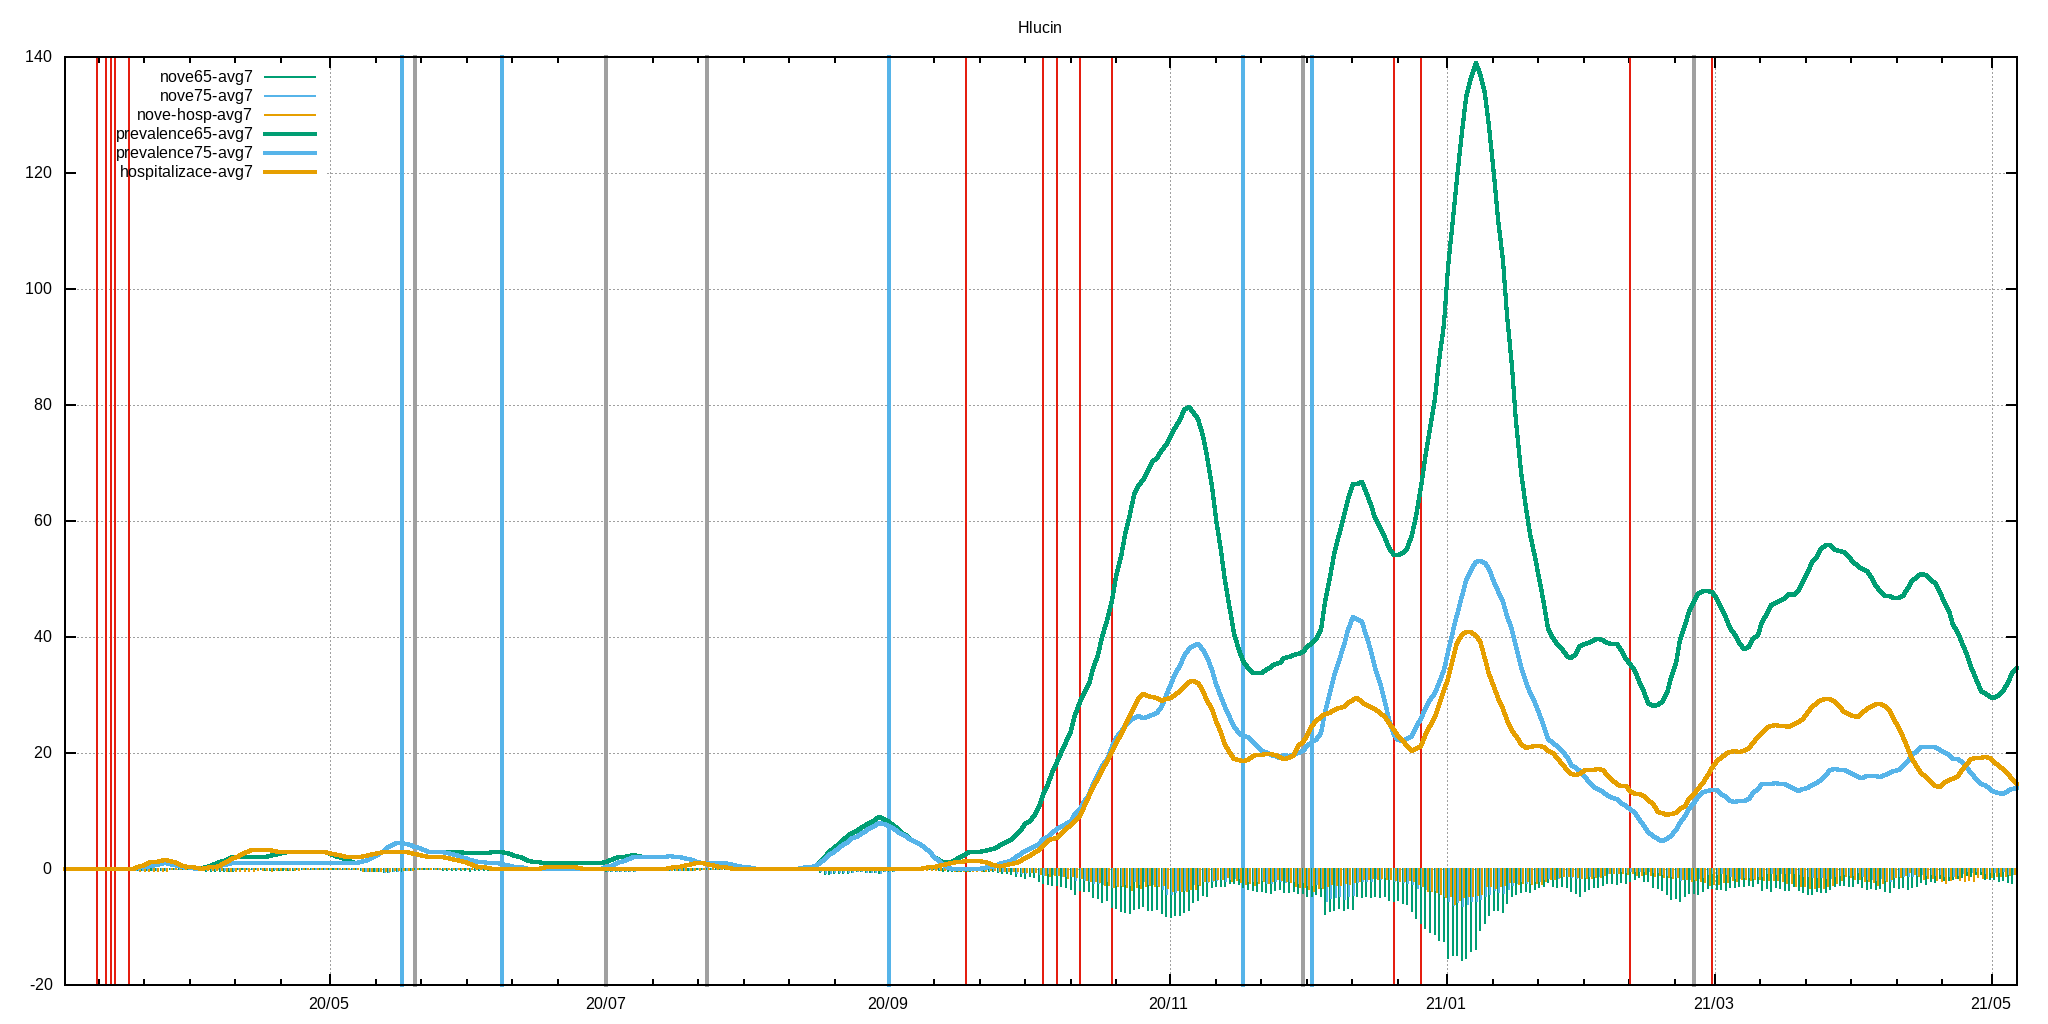 Hlucin
140
120
100
80
60
40
20
0
-20
nove65-avg7
nove75-avg7
nove-hosp-avg7
prevalence65-avg7
prevalence75-avg7
hospitalizace-avg7
20/05 20/07 20/09 20/11 21/01 21/03 21/05